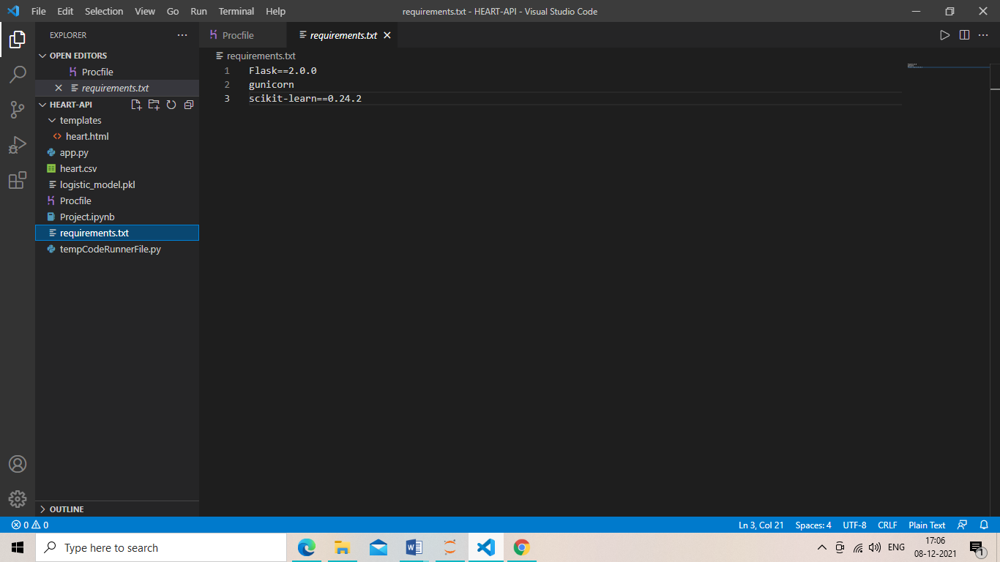 File Edit Selection View Go Run Terminal Help
requirements.txt - HEART-API - Visual Studio Code
EXPLORER
OPEN EDITORS
Procfile
requirements.txt
HEART-API
templates
heart.html
app.py
heart.csv
logistic_model.pkl
Procfile
Project.ipynb
requirements.txt
tempCodeRunnerFile.py
OUTLINE
Procfile
requirements.txt
requirements.txt
1 Flask==2.0.0
2 gunicorn
3 scikit-learn==0.24.2
0 0
Ln 3, Col 21 Spaces: 4 UTF-8 CRLF Plain Text
Type here to search
ENG
17:06
08-12-2021
1